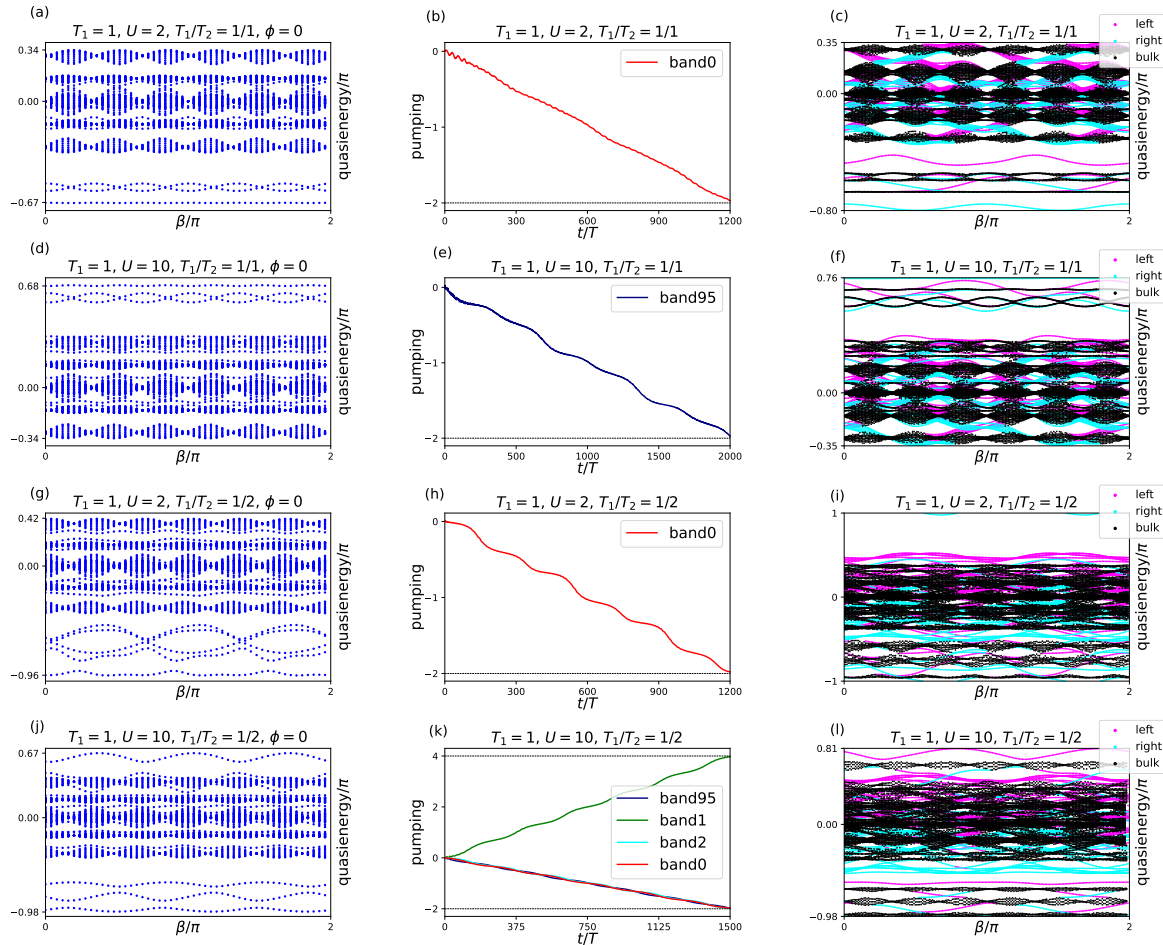 (a)
T₁ = 1, U = 2, T₁/T₂ = 1/1, ϕ = 0
0.34
0.00
−0.67
0
2
β/π
quasienergy/π
(b)
T₁ = 1, U = 2, T₁/T₂ = 1/1
band0
pumping
0
−1
−2
0
300
600
900
1200
t/T
(c)
T₁ = 1, U = 2, T₁/T₂ = 1/1
left
right
bulk
0.35
0.00
−0.80
0
2
β/π
quasienergy/π
(d)
T₁ = 1, U = 10, T₁/T₂ = 1/1, ϕ = 0
0.68
0.00
−0.34
0
2
β/π
quasienergy/π
(e)
T₁ = 1, U = 10, T₁/T₂ = 1/1
band95
pumping
0
−1
−2
0
500
1000
1500
2000
t/T
(f)
T₁ = 1, U = 10, T₁/T₂ = 1/1
left
right
bulk
0.76
0.00
−0.35
0
2
β/π
quasienergy/π
(g)
T₁ = 1, U = 2, T₁/T₂ = 1/2, ϕ = 0
0.42
0.00
−0.96
0
2
β/π
quasienergy/π
(h)
T₁ = 1, U = 2, T₁/T₂ = 1/2
band0
pumping
0
−1
−2
0
300
600
900
1200
t/T
(i)
T₁ = 1, U = 2, T₁/T₂ = 1/2
left
right
bulk
1
0
−1
0
2
β/π
quasienergy/π
(j)
T₁ = 1, U = 10, T₁/T₂ = 1/2, ϕ = 0
0.67
0.00
−0.98
0
2
β/π
quasienergy/π
(k)
T₁ = 1, U = 10, T₁/T₂ = 1/2
band95
band1
band2
band0
pumping
4
2
0
−2
0
375
750
1125
1500
t/T
(l)
T₁ = 1, U = 10, T₁/T₂ = 1/2
left
right
bulk
0.81
0.00
−0.98
0
2
β/π
quasienergy/π